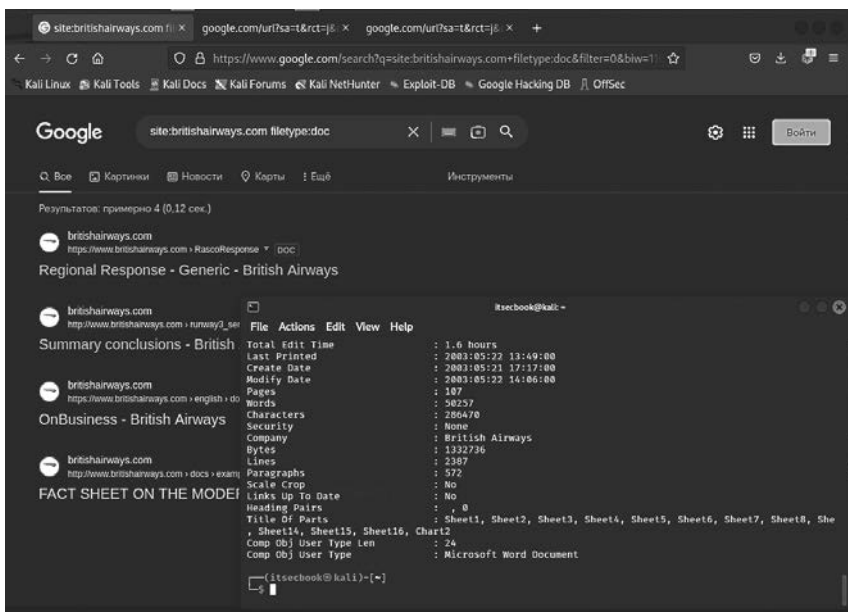 site:britishairways.com fil
google.com/url?sa=t&rct=j&
google.com/url?sa=t&rct=j&
https://www.google.com/search?q=site:britishairways.com+filetype:doc&filter=0&biw=1
Kali Linux Kali Tools Kali Docs Kali Forums Kali NetHunter Exploit-DB Google Hacking DB OffSec
Google
site:britishairways.com filetype:doc
Войти
Все Картинки Новости Карты Ещё Инструменты
Результатов: примерно 4 (0,12 сек.)
britishairways.com
https://www.britishairways.com › RascoResponse DOC
Regional Response - Generic - British Airways
britishairways.com
http://www.britishairways.com › runway3_se
Summary conclusions - British
britishairways.com
https://www.britishairways.com › english › do
OnBusiness - British Airways
britishairways.com
http://www.britishairways.com › docs › exam
FACT SHEET ON THE MODE
itsecbook@kali: ~
File Actions Edit View Help
Total Edit Time : 1.6 hours
Last Printed : 2003:05:22 13:49:00
Create Date : 2003:05:21 17:17:00
Modify Date : 2003:05:22 14:06:00
Pages : 107
Words : 50257
Characters : 286470
Security : None
Company : British Airways
Bytes : 1332736
Lines : 2387
Paragraphs : 572
Scale Crop : No
Links Up To Date : No
Heading Pairs : , 0
Title Of Parts : Sheet1, Sheet2, Sheet3, Sheet4, Sheet5, Sheet6, Sheet7, Sheet8, She
, Sheet14, Sheet15, Sheet16, Chart2
Comp Obj User Type Len : 24
Comp Obj User Type : Microsoft Word Document
(itsecbook㉿kali)-[~]
$